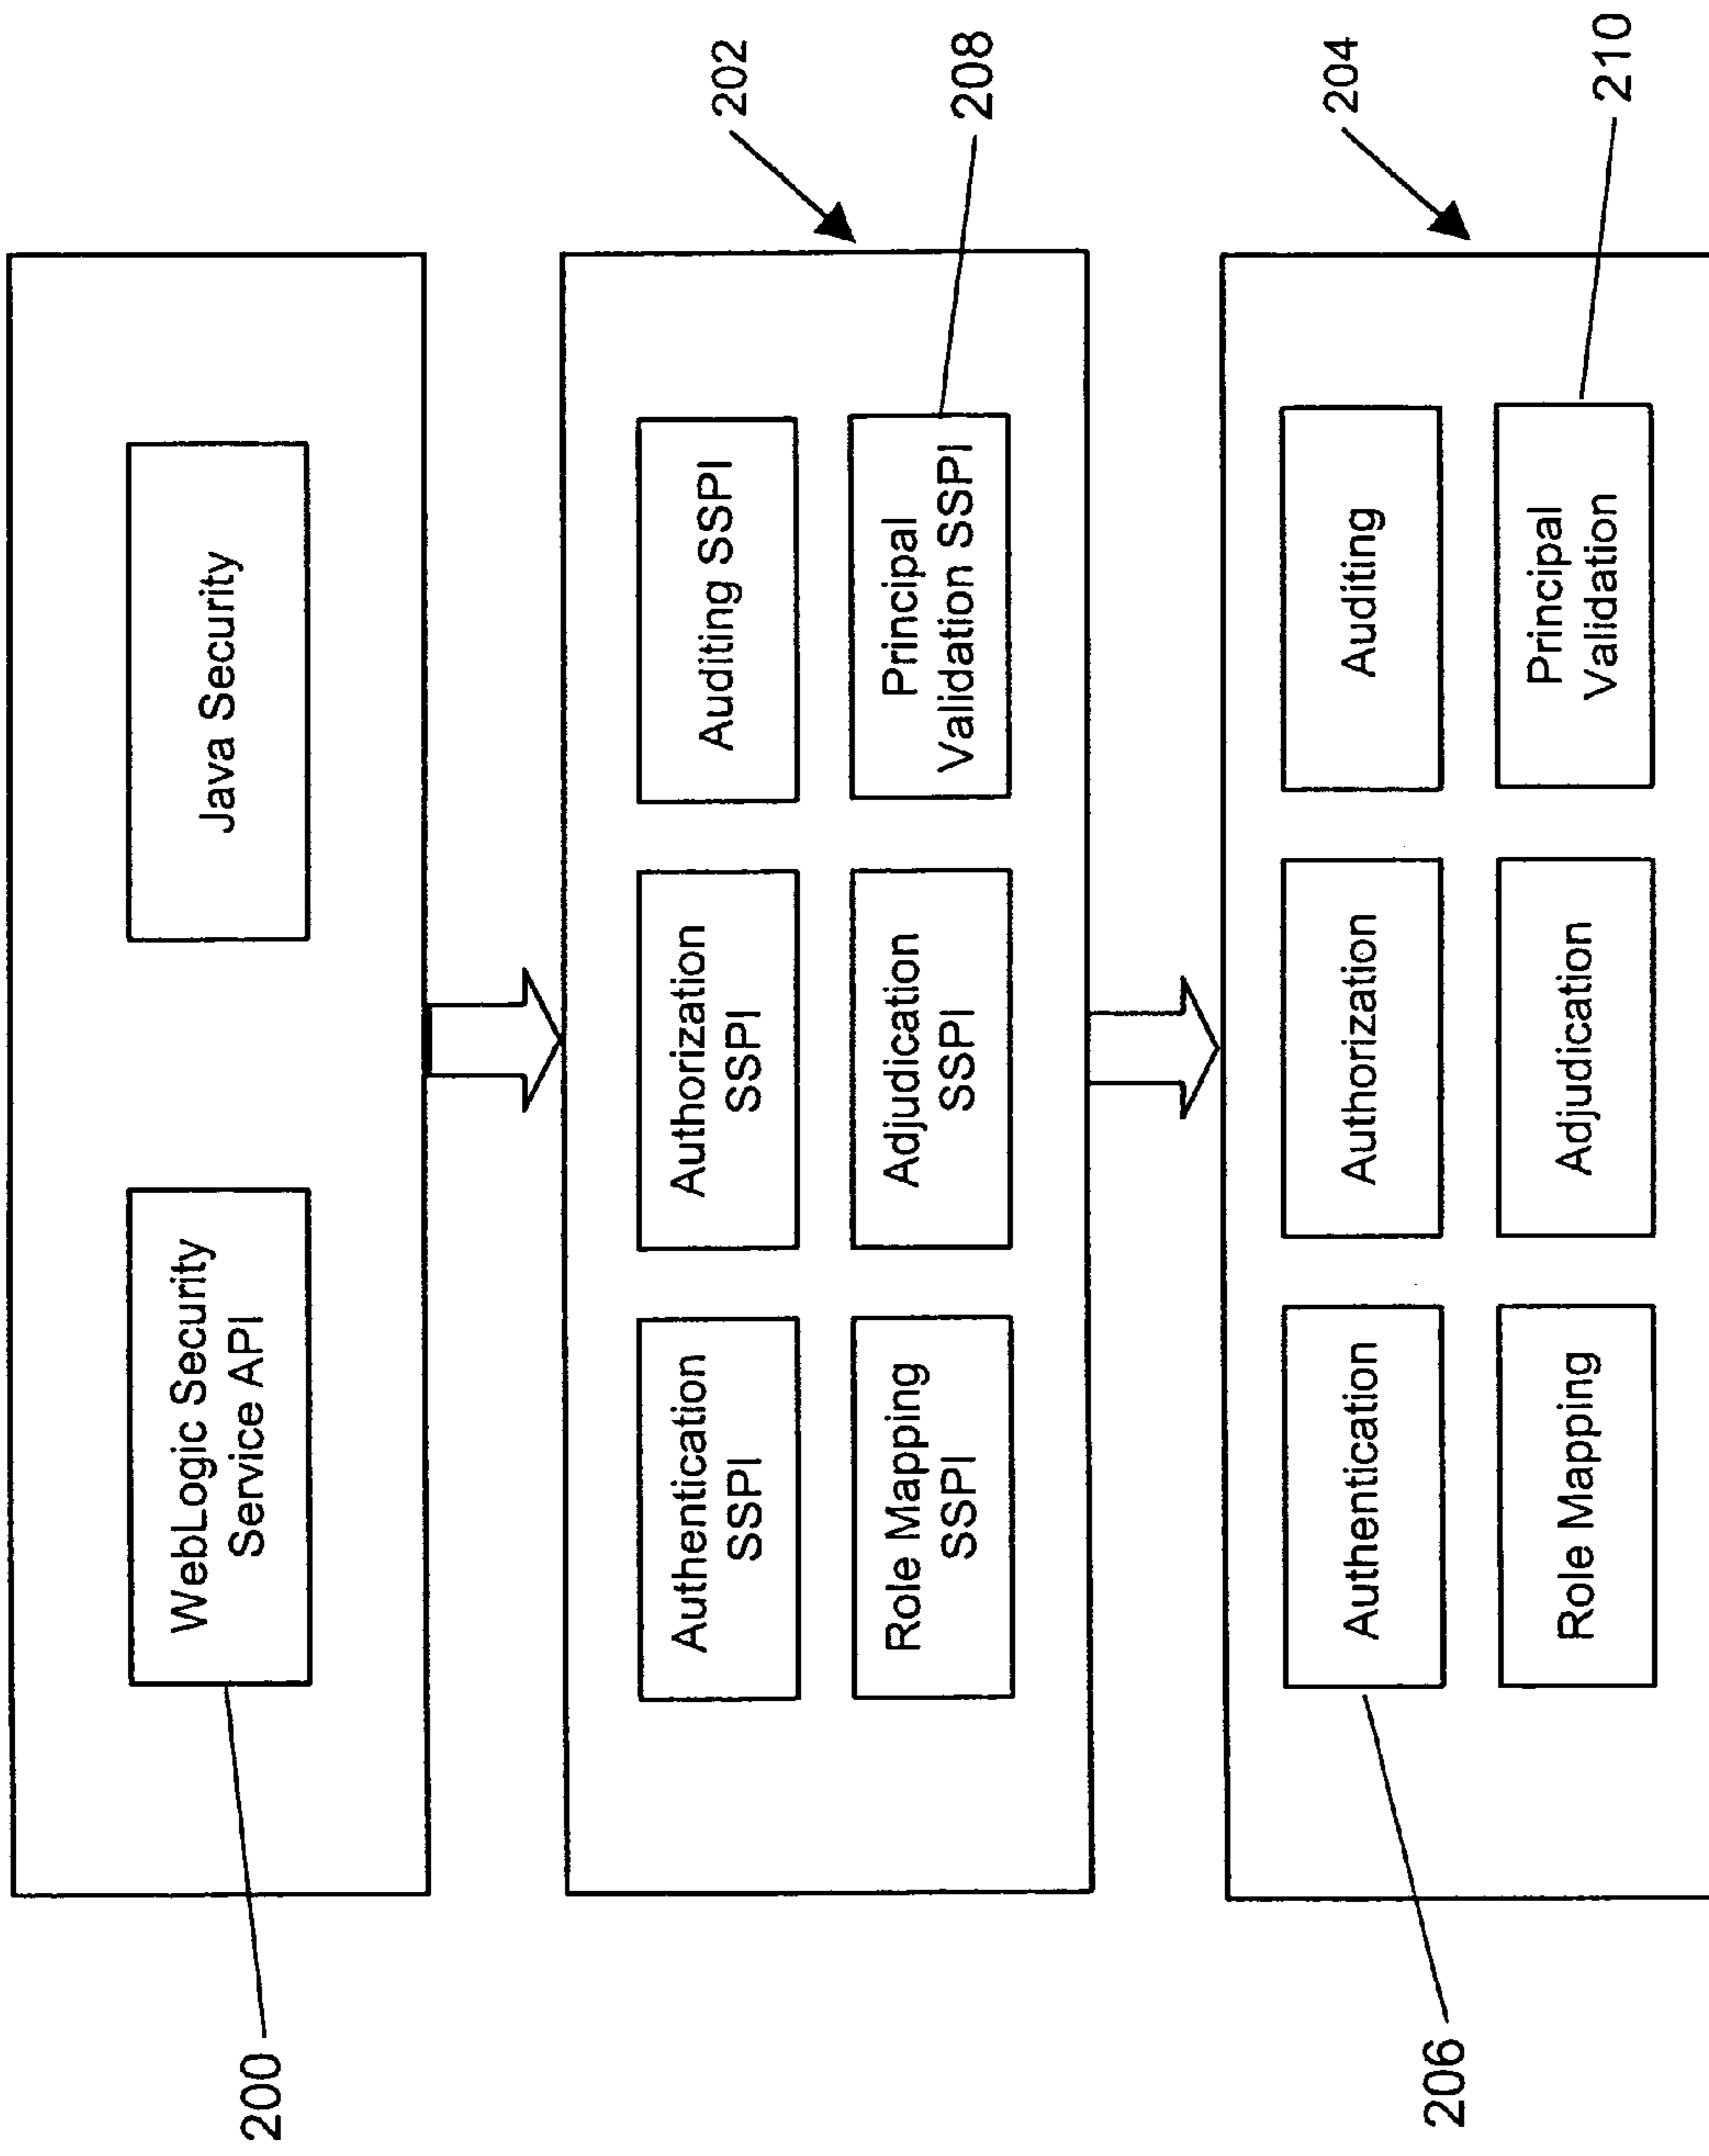 WebLogic Security
Service API
Java Security
200
202
Authentication
SSPI
Authorization
SSPI
Auditing SSPI
Role Mapping
SSPI
Adjudication
SSPI
Principal
Validation SSPI
208
204
Authentication
Authorization
Auditing
206
Role Mapping
Adjudication
Principal
Validation
210